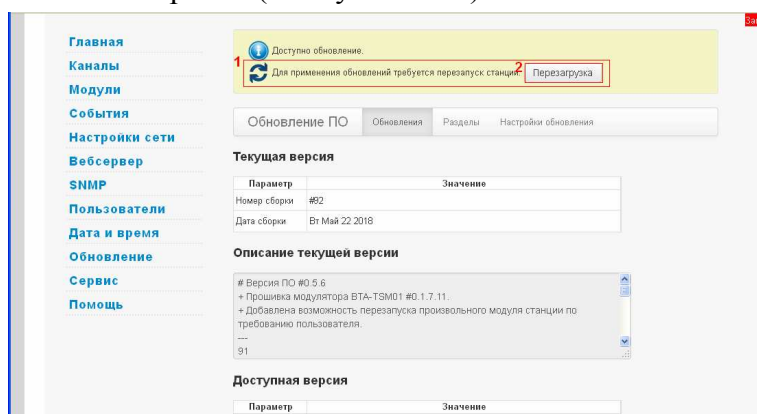 За
Главная
Каналы
Модули
События
Настройки сети
Вебсервер
SNMP
Пользователи
Дата и время
Обновление
Сервис
Помощь
Доступно обновление.
1
Для применения обновлений требуется перезапуск станции.
2
Перезагрузка
Обновление ПО Обновления Разделы Настройки обновления
Текущая версия
Параметр Значение
Номер сборки #92
Дата сборки Вт Май 22 2018
Описание текущей версии
# Версия ПО #0.5.6
+ Прошивка модулятора BTA-TSM01 #0.1.7.11.
+ Добавлена возможность перезапуска произвольного модуля станции по
требованию пользователя.
---
91
Доступная версия
Параметр Значение